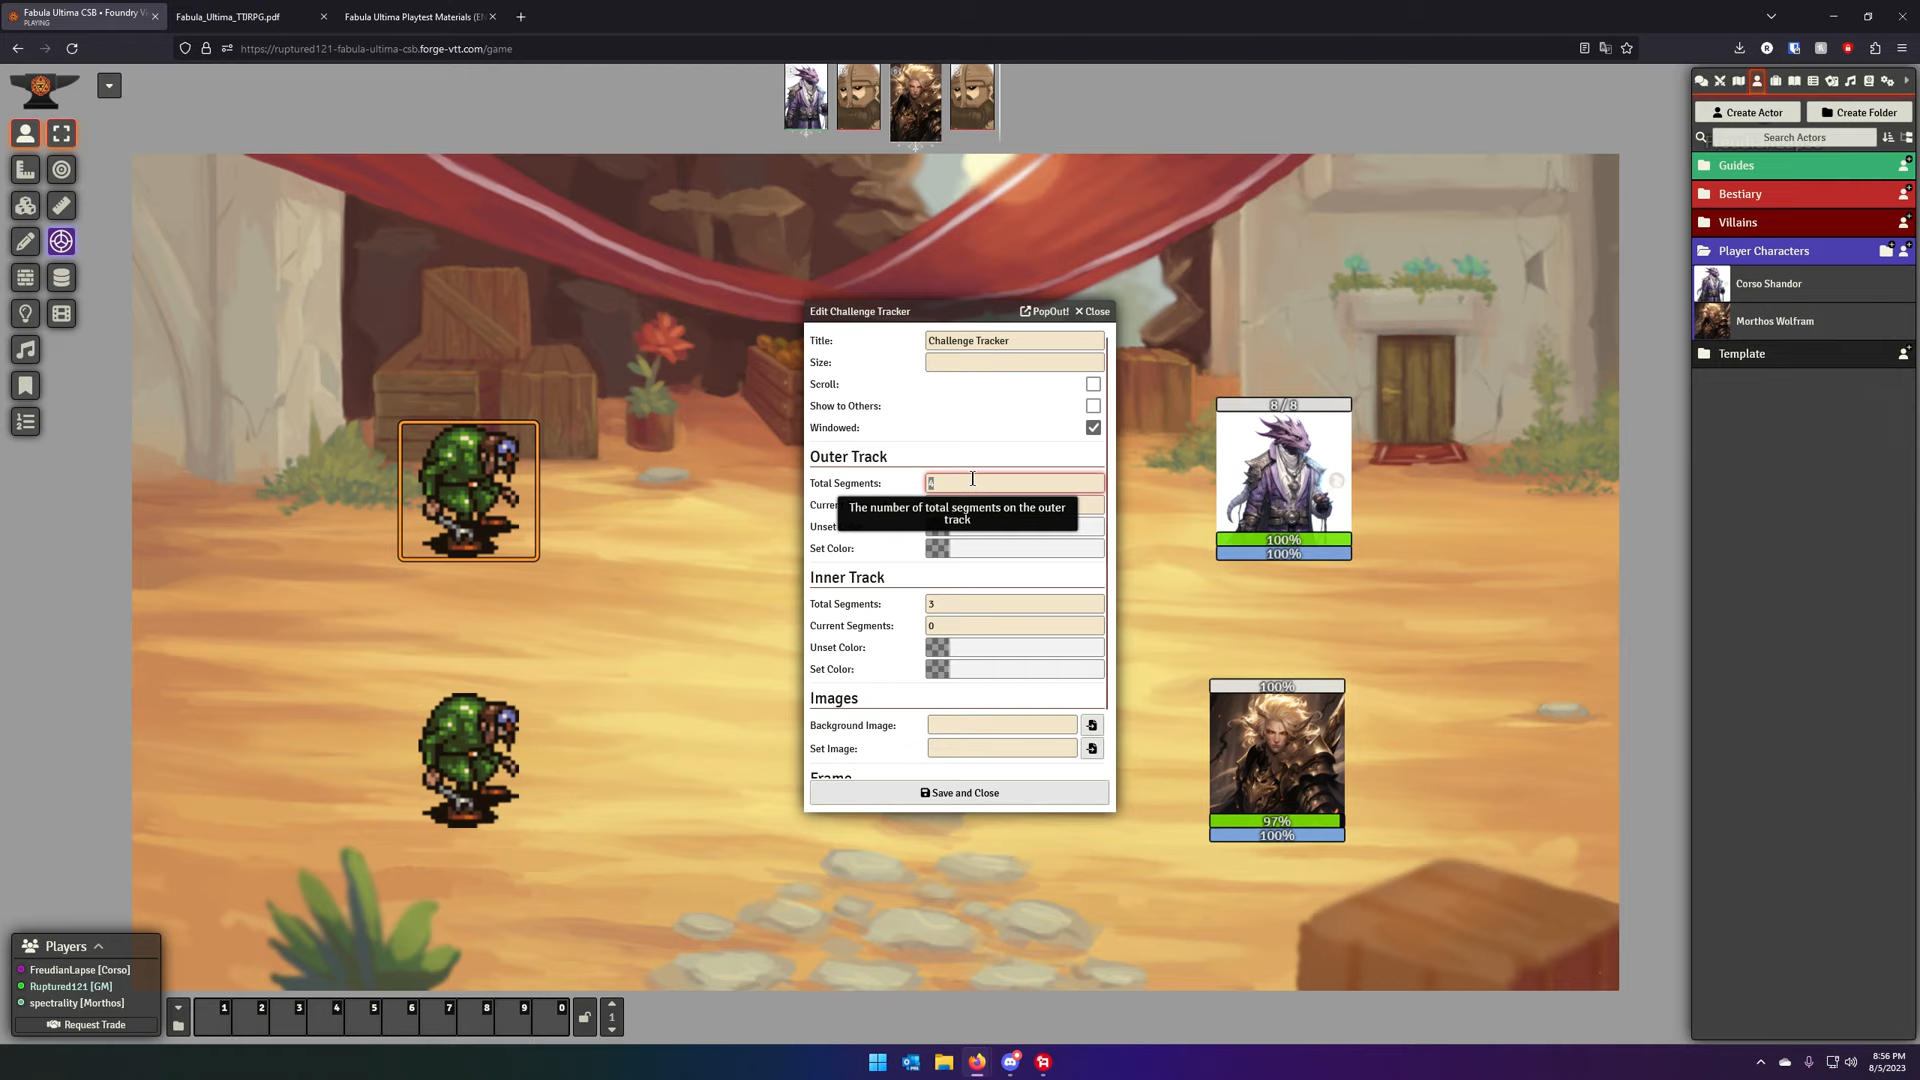 Fabula Ultima CSB • Foundry Vi
PLAYING
Fabula_Ultima_TTJRPG.pdf
Fabula Ultima Playtest Materials (EN
https://ruptured121-fabula-ultima-csb.forge-vtt.com/game
Create Actor
Create Folder
Search Actors
Guides
Bestiary
Villains
Player Characters
Corso Shandor
Morthos Wolfram
Template
Edit Challenge Tracker
PopOut!
Close
Title:
Challenge Tracker
Size:
Scroll:
Show to Others:
Windowed:
Outer Track
Total Segments:
The number of total segments on the outer
track
Set Color:
Inner Track
Total Segments:
3
Current Segments:
0
Unset Color:
Set Color:
Images
Background Image:
Set Image:
Frame
Save and Close
8/8
100%
100%
100%
97%
100%
Players
FreudianLapse [Corso]
Ruptured121 [GM]
spectrality [Morthos]
Request Trade
1
2
3
4
5
6
7
8
9
0
1
8:56 PM
8/5/2023